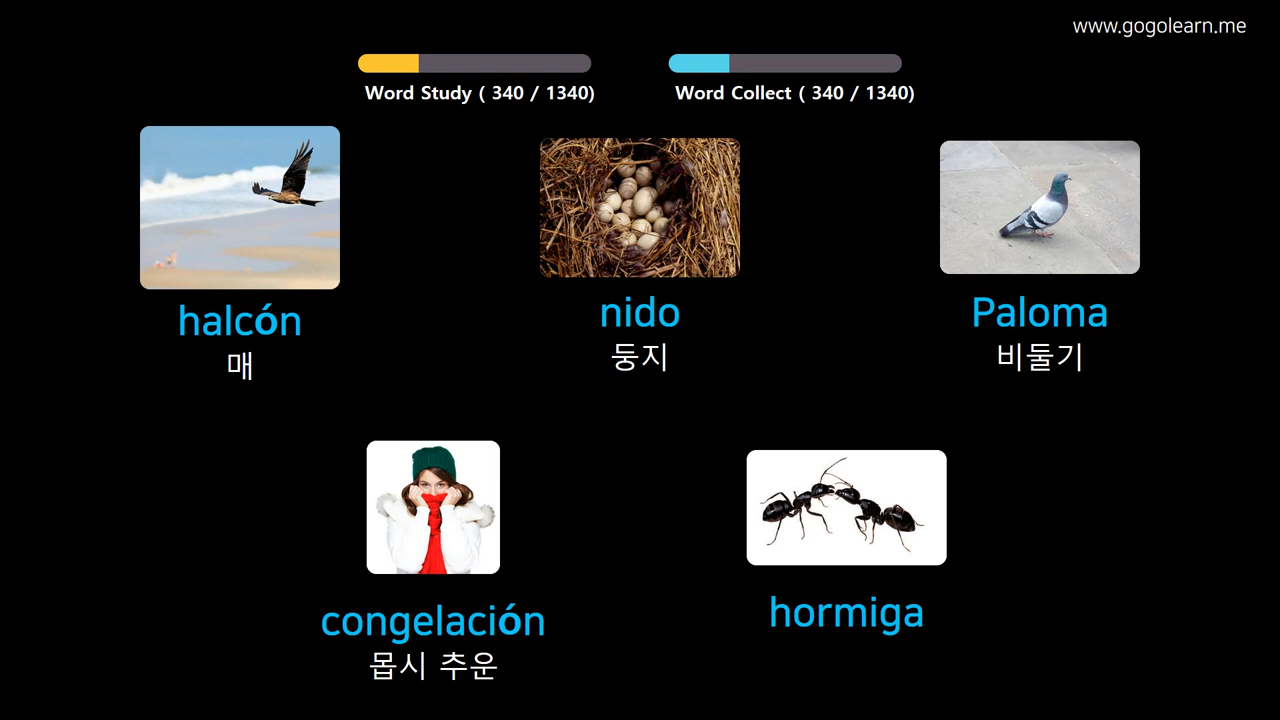 www.gogolearn.me
Word Study ( 340 / 1340)
Word Collect ( 340 / 1340)
halcón
매
nido
둥지
Paloma
비둘기
congelación
몹시 추운
hormiga